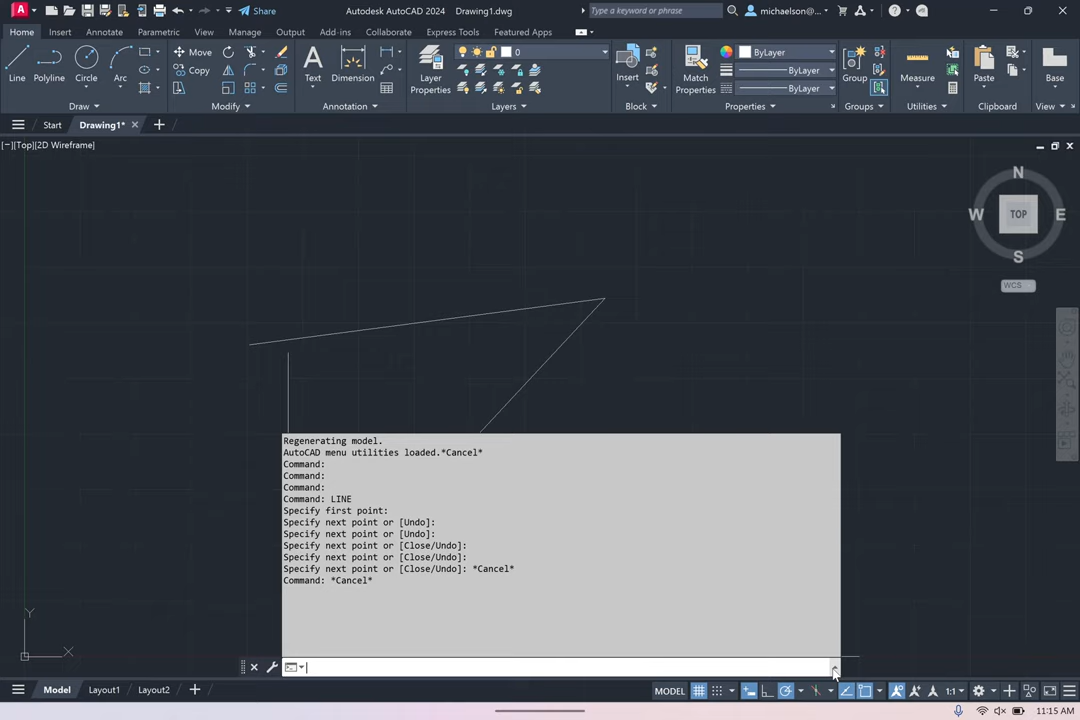 A Share Autodesk AutoCAD 2024 Drawing1.dwg Type a keyword or phrase michaelson@...
Home Insert Annotate Parametric View Manage Output Add-ins Collaborate Express Tools Featured Apps
Line Polyline Circle Arc Move Copy A Text Dimension Layer Properties 0 Insert Match Properties ByLayer ByLayer ByLayer Group Measure Paste Base
Draw Modify Annotation Layers Block Properties Groups Utilities Clipboard View
Start Drawing1*
[−][Top][2D Wireframe]
N
W TOP E
S
WCS
Regenerating model.
AutoCAD menu utilities loaded.*Cancel*
Command:
Command:
Command:
Command: LINE
Specify first point:
Specify next point or [Undo]:
Specify next point or [Undo]:
Specify next point or [Close/Undo]:
Specify next point or [Close/Undo]:
Specify next point or [Close/Undo]: *Cancel*
Command: *Cancel*
Y
X
Model Layout1 Layout2 MODEL 1:1
11:15 AM